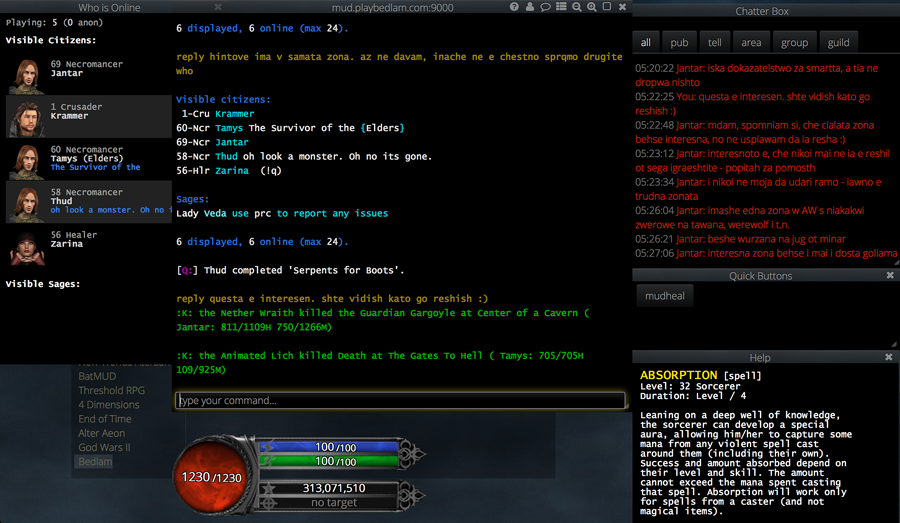 Who is Online
Playing: 5 (0 anon)
Visible Citizens:
69 Necromancer
Jantar
1 Crusader
Krammer
60 Necromancer
Tamys (Elders)
The Survivor of the
58 Necromancer
Thud
oh look a monster. Oh no i
56 Healer
Zarina
Visible Sages:
BatMUD
Threshold RPG
4 Dimensions
End of Time
Alter Aeon
God Wars II
Bedlam
mud.playbedlam.com:9000
6 displayed, 6 online (max 24).
reply hintove ima v samata zona. az ne davam, inache ne e chestno sprqmo drugite
who
Visible citizens:
1-Cru Krammer
60-Ncr Tamys The Survivor of the {Elders}
69-Ncr Jantar
58-Ncr Thud oh look a monster. Oh no its gone.
56-Hlr Zarina (!q)
Sages:
Lady Veda use prc to report any issues
6 displayed, 6 online (max 24).
[Q:] Thud completed 'Serpents for Boots'.
reply questa e interesen. shte vidish kato go reshish :)
:K: the Nether Wraith killed the Guardian Gargoyle at Center of a Cavern (
Jantar: 811/1109H 750/1266M)
:K: the Animated Lich killed Death at The Gates To Hell ( Tamys: 705/705H
109/925M)
type your command...
1230/1230
100/100
100/100
313,071,510
no target
Chatter Box
all pub tell area group guild
05:20:22 Jantar: iska dokazatelstwo za smartta, a tia ne
dropwa nishto
05:22:25 You: questa e interesen. shte vidish kato go
reshish :)
05:22:48 Jantar: mdam, spomniam si, che cialata zona
behse interesna, no ne uspiawam da ia resha :)
05:23:12 Jantar: interesnoto e, che nikoi mai ne ia e reshil
ot sega igraeshtite - popitah za pomosth
05:23:34 Jantar: i nikoi ne moja da udari ramo - iawno e
trudna zonata
05:26:04 Jantar: imashe edna zona w AW s niakakwi
zwerowe na tawana, werewolf i t.n.
05:26:21 Jantar: beshe wurzana na jug ot minar
05:27:06 Jantar: interesna zona behse i mai i dosta goliama
Quick Buttons
mudheal
Help
ABSORPTION [spell]
Level: 32 Sorcerer
Duration: Level / 4
Leaning on a deep well of knowledge,
the sorcerer can develop a special
aura, allowing him/her to capture some
mana from any violent spell cast
around them (including their own).
Success and amount absorbed depend on
their level and skill. The amount
cannot exceed the mana spent casting
that spell. Absorption will work only
for spells from a caster (and not
magical items).